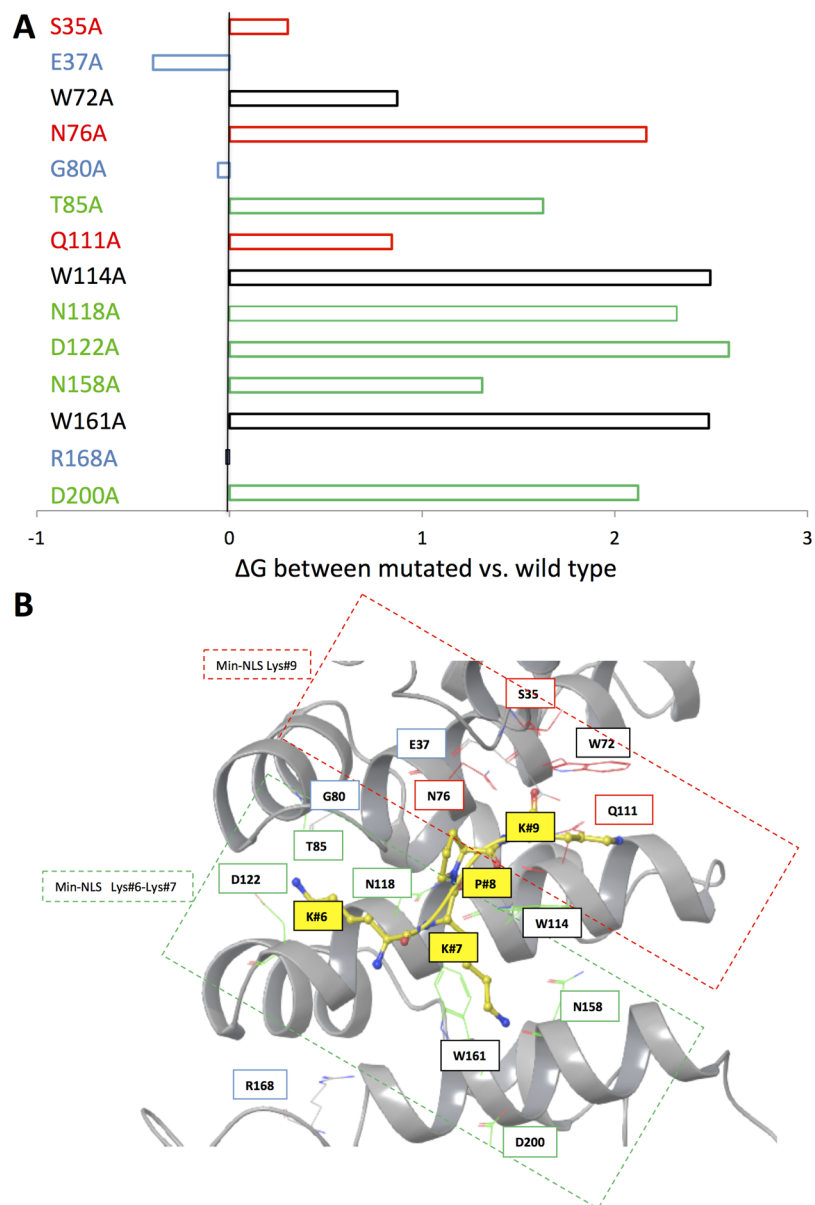 A
S35A
E37A
W72A
N76A
G80A
T85A
Q111A
W114A
N118A
D122A
N158A
W161A
R168A
D200A
-1 0 1 2 3
ΔG between mutated vs. wild type
B
Min-NLS Lys#9
S35
E37
W72
G80
N76
Q111
K#9
T85
D122
N118
P#8
Min-NLS Lys#6-Lys#7
K#6
W114
K#7
N158
W161
R168
D200